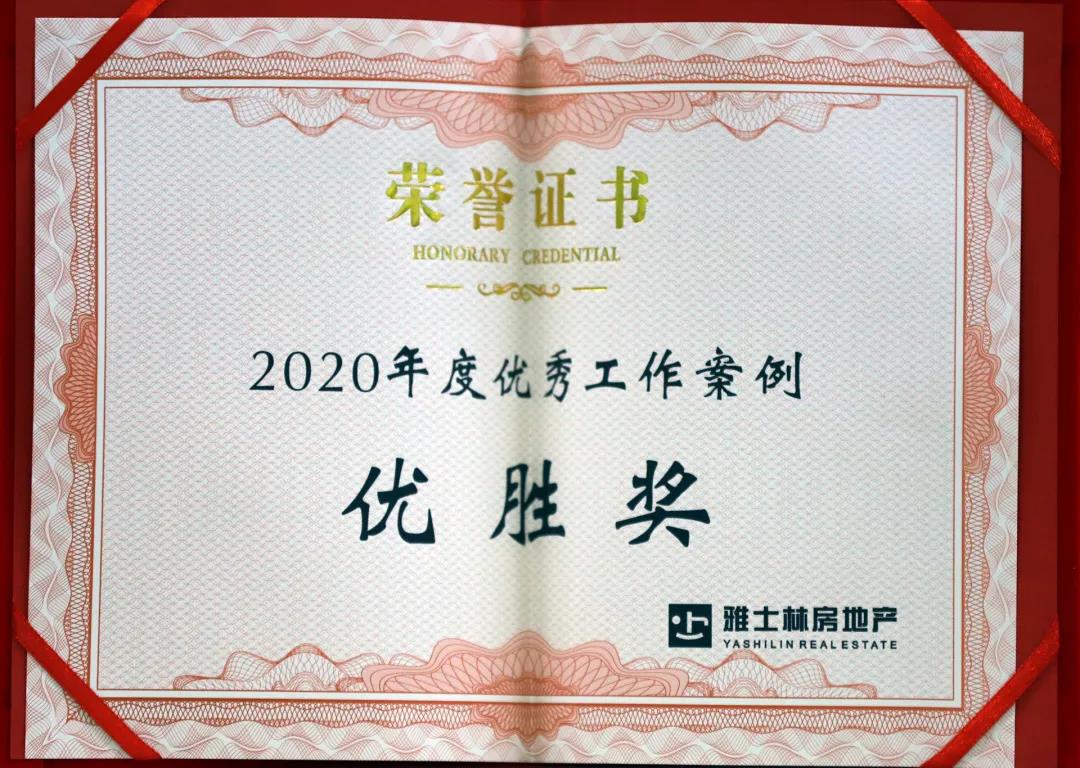 荣誉证书
HONORARY CREDENTIAL
2020年度优秀工作案例
优胜奖
雅士林房地产
YASHILIN REAL ESTATE